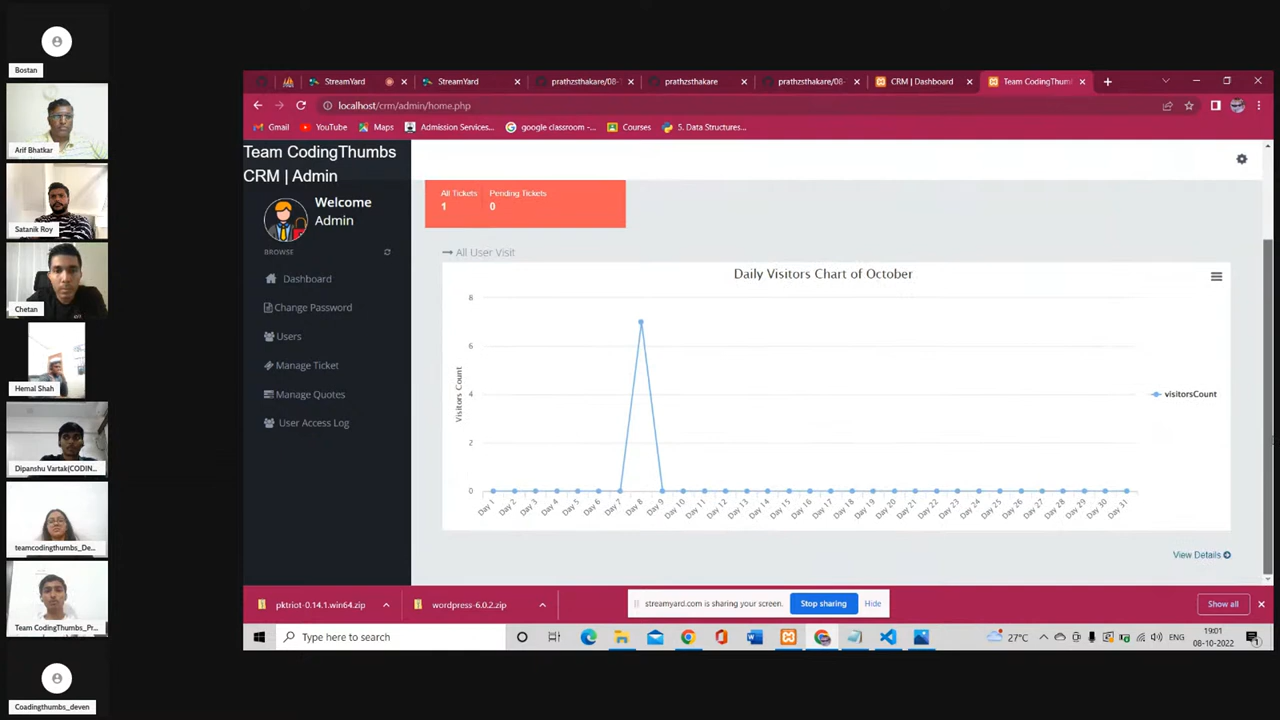 Bostan
Arif Bhatkar
Satanik Roy
Chetan
Hemal Shah
Dipanshu Vartak(CODIN...
teamcodingthumbs_De...
Team CodingThumbs_Pr...
Coadingthumbs_deven
StreamYard
StreamYard
prathzsthakare/08-
prathzsthakare
prathzsthakare/08-
CRM | Dashboard
Team CodingThumb
localhost/crm/admin/home.php
Gmail
YouTube
Maps
Admission Services...
google classroom -...
Courses
5. Data Structures...
Team CodingThumbs
CRM | Admin
Welcome
Admin
BROWSE
Dashboard
Change Password
Users
Manage Ticket
Manage Quotes
User Access Log
All Tickets Pending Tickets
1 0
All User Visit
Daily Visitors Chart of October
Visitors Count
8
6
4
2
0
Day 1 Day 2 Day 3 Day 4 Day 5 Day 6 Day 7 Day 8 Day 9 Day 10 Day 11 Day 12 Day 13 Day 14 Day 15 Day 16 Day 17 Day 18 Day 19 Day 20 Day 21 Day 22 Day 23 Day 24 Day 25 Day 26 Day 27 Day 28 Day 29 Day 30 Day 31
visitorsCount
View Details
pktriot-0.14.1.win64.zip
wordpress-6.0.2.zip
streamyard.com is sharing your screen.
Stop sharing
Hide
Show all
Type here to search
27°C
ENG
19:01
08-10-2022